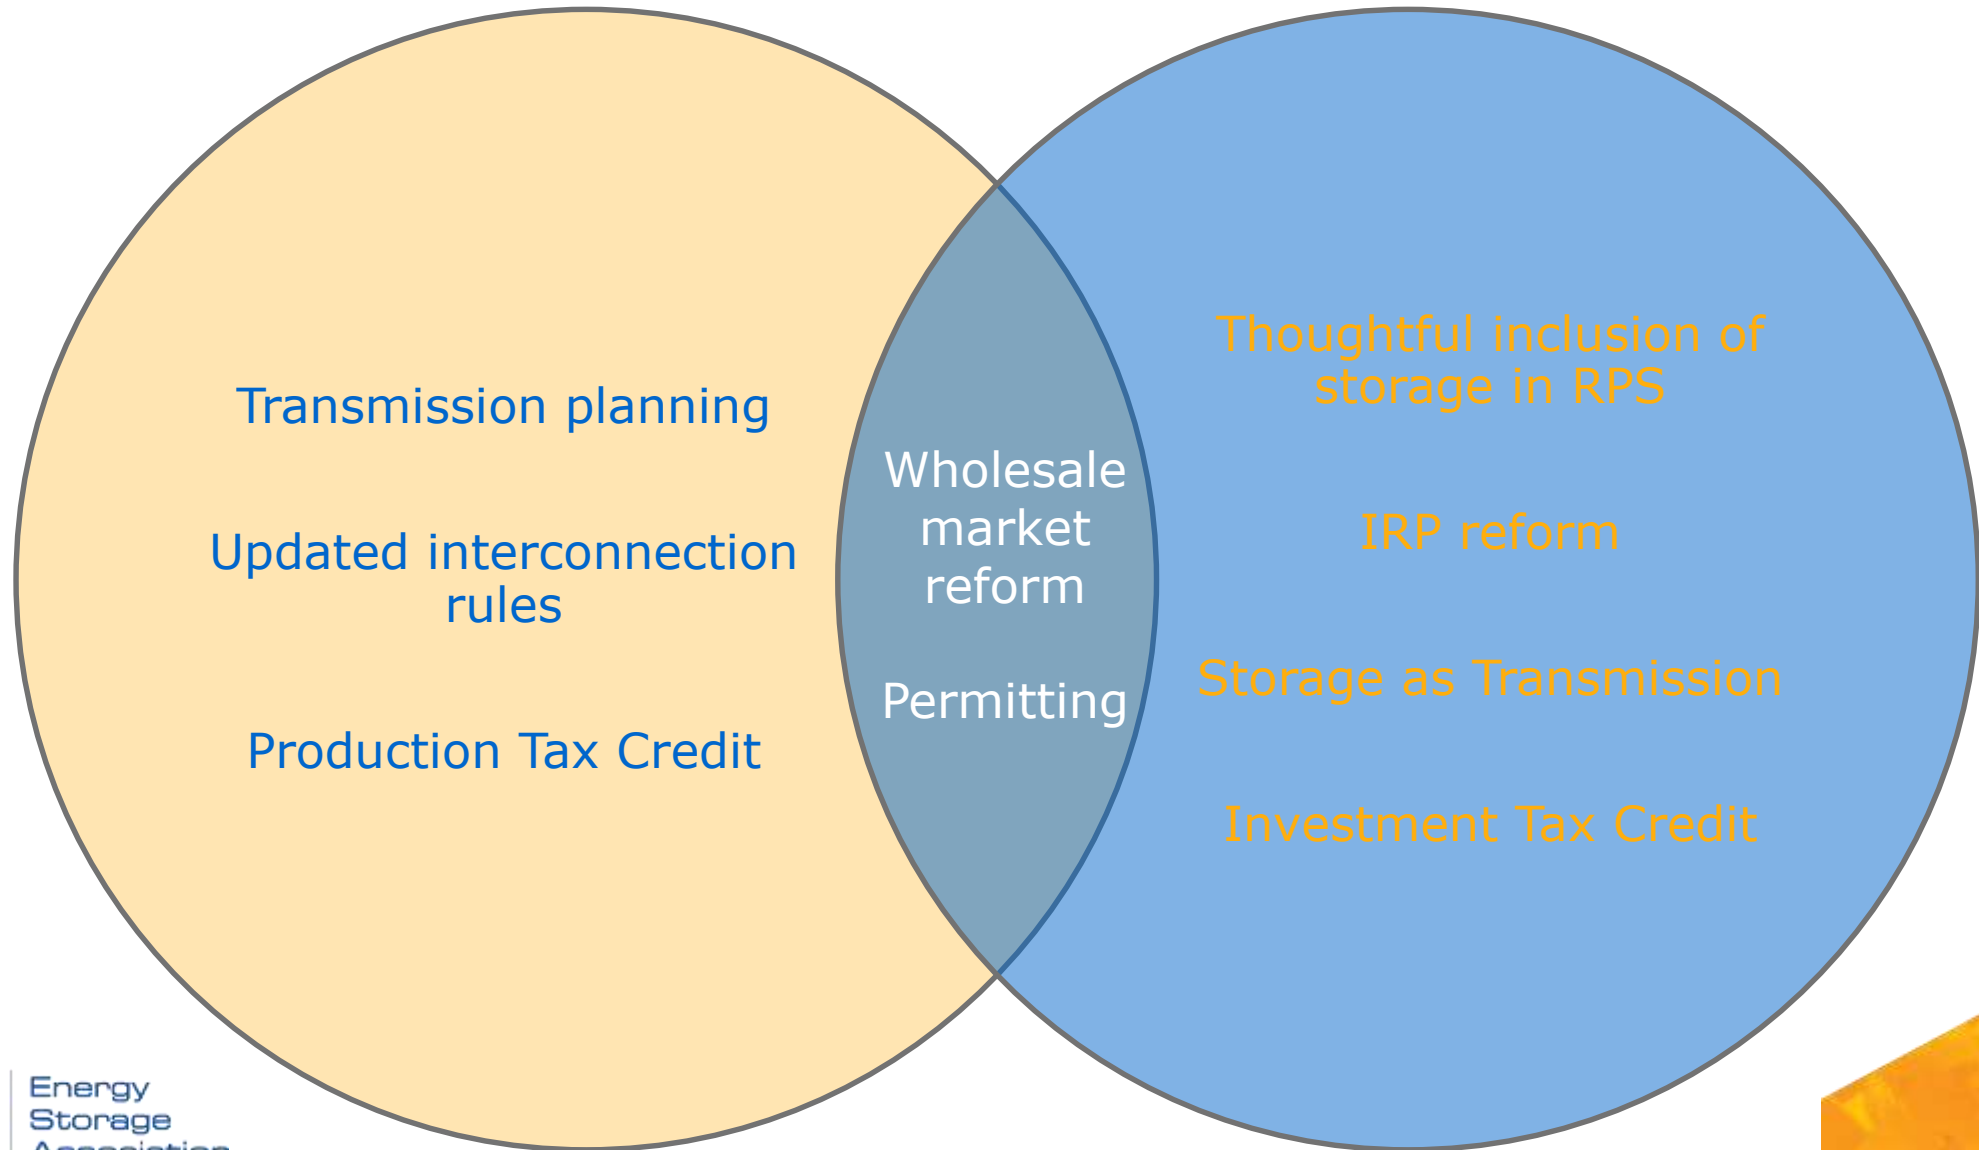 Transmission planning
Updated interconnection
rules
Production Tax Credit
Wholesale
market
reform
Permitting
Thoughtful inclusion of
storage in RPS
IRP reform
Storage as Transmission
Investment Tax Credit
Energy
Storage
Association